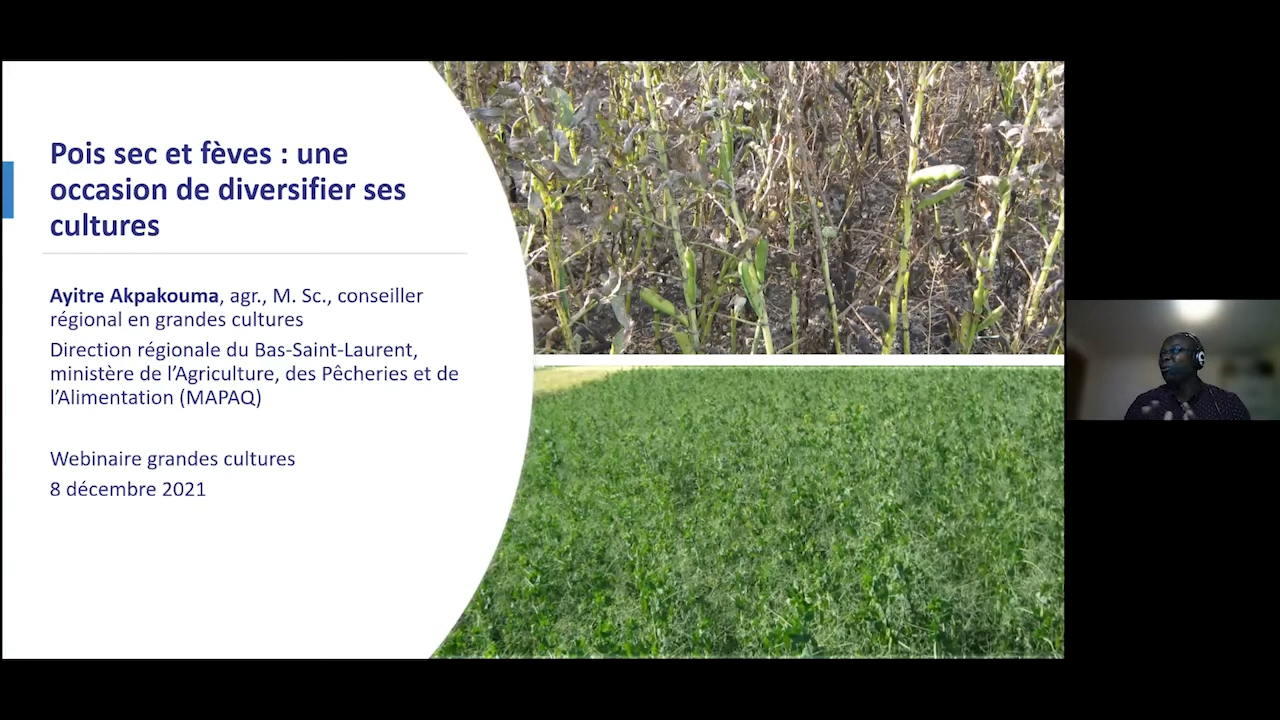 Pois sec et fèves : une
occasion de diversifier ses
cultures
Ayitre Akpakouma, agr., M. Sc., conseiller
régional en grandes cultures
Direction régionale du Bas-Saint-Laurent,
ministère de l’Agriculture, des Pêcheries et de
l’Alimentation (MAPAQ)
Webinaire grandes cultures
8 décembre 2021